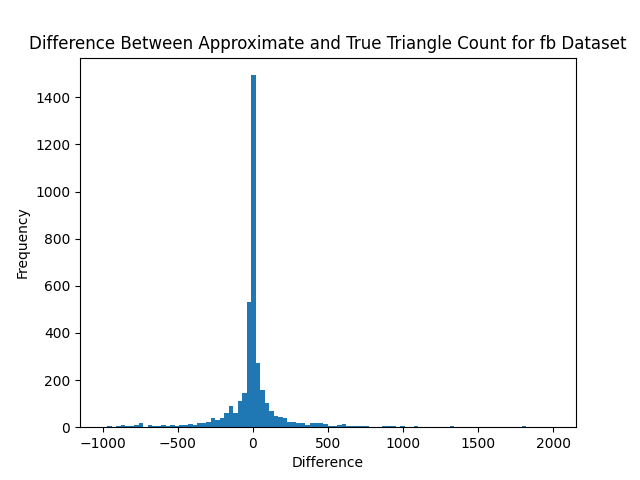 Difference Between Approximate and True Triangle Count for fb Dataset
1400
1200
1000
800
600
400
200
0
Frequency
−1000 −500 0 500 1000 1500 2000
Difference